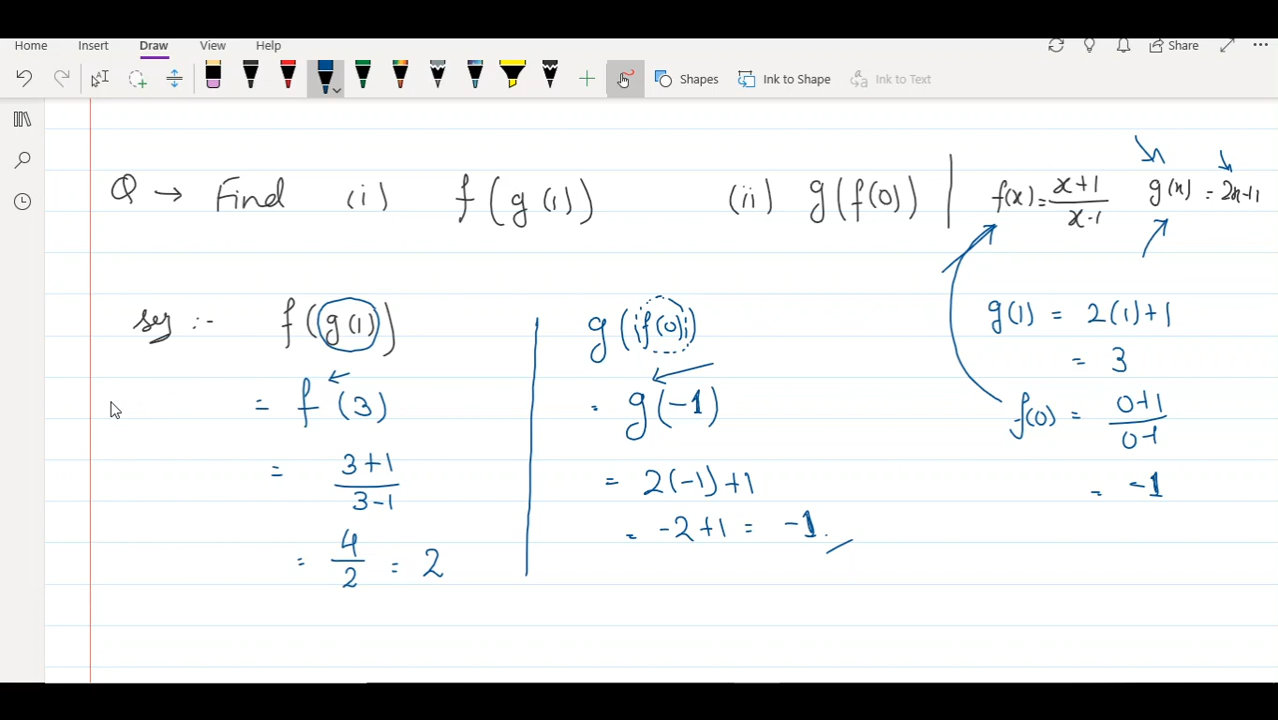 Home Insert Draw View Help Share
Shapes Ink to Shape Ink to Text
Q → Find (i) f(g(1)) (ii) g(f(0)) | f(x) = x+1 / x-1 g(x) = 2x+1
:- f(g(1))
= f(3)
= 3+1 / 3-1
= 4/2 = 2
g(f(0))
= g(-1)
= 2(-1)+1
= -2+1 = -1.
g(1) = 2(1)+1
= 3
f(0) = 0+1 / 0-1
= -1